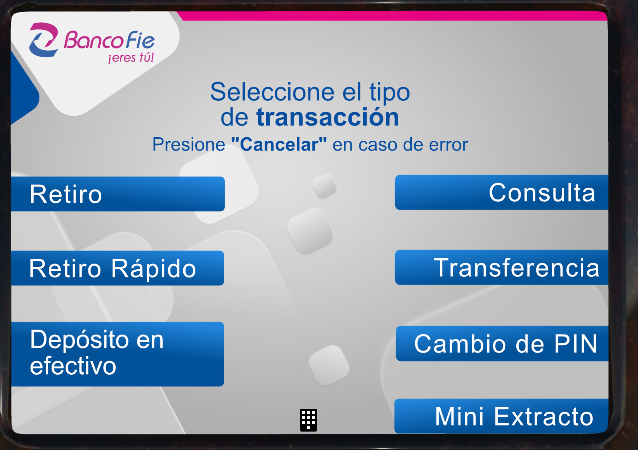 Banco Fie
¡eres tú!
Seleccione el tipo
de transacción
Presione "Cancelar" en caso de error
Retiro
Consulta
Retiro Rápido
Transferencia
Depósito en
efectivo
Cambio de PIN
Mini Extracto